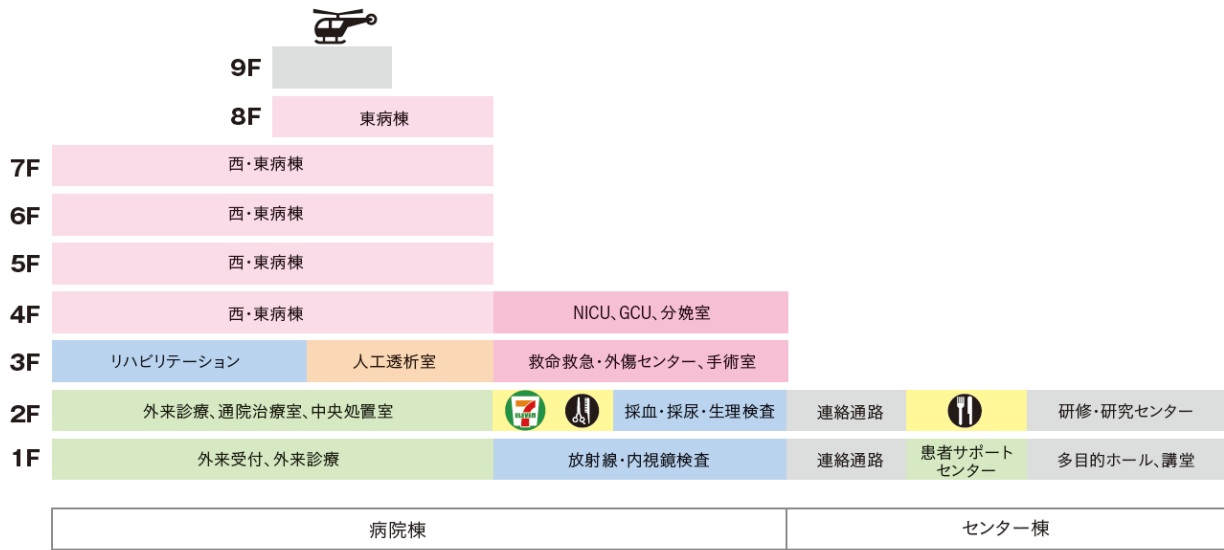 9F
8F 東病棟
7F 西・東病棟
6F 西・東病棟
5F 西・東病棟
4F 西・東病棟 NICU、GCU、分娩室
3F リハビリテーション 人工透析室 救命救急・外傷センター、手術室
2F 外来診療、通院治療室、中央処置室 7 ELEVEN 採血・採尿・生理検査 連絡通路 研修・研究センター
1F 外来受付、外来診療 放射線・内視鏡検査 連絡通路 患者サポート
センター 多目的ホール、講堂
病院棟 センター棟